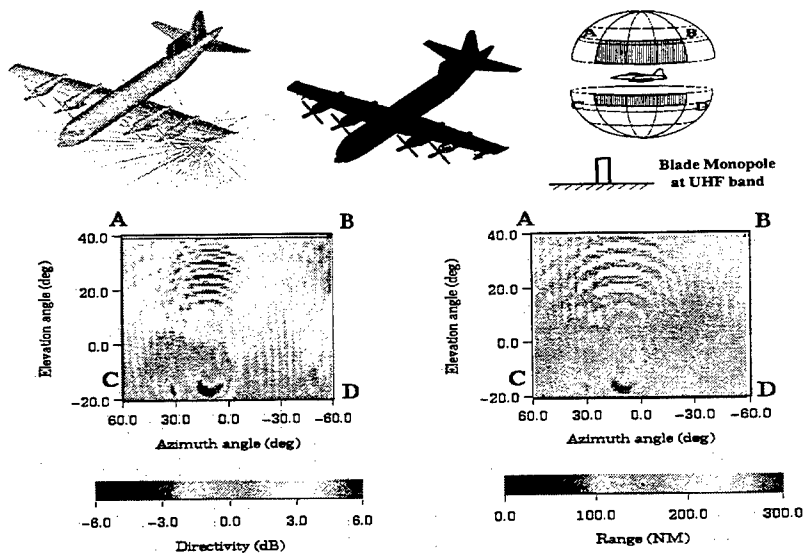 A B
C D
Blade Monopole
at UHF band
A B
40.0
20.0
0.0
-20.0
Elevation angle (deg)
C D
60.0 30.0 0.0 -30.0 -60.0
Azimuth angle (deg)
-6.0 -3.0 0.0 3.0 6.0
Directivity (dB)
A B
40.0
20.0
0.0
-20.0
Elevation angle (deg)
C D
60.0 30.0 0.0 -30.0 -60.0
Azimuth angle (deg)
0.0 100.0 200.0 300.0
Range (NM)